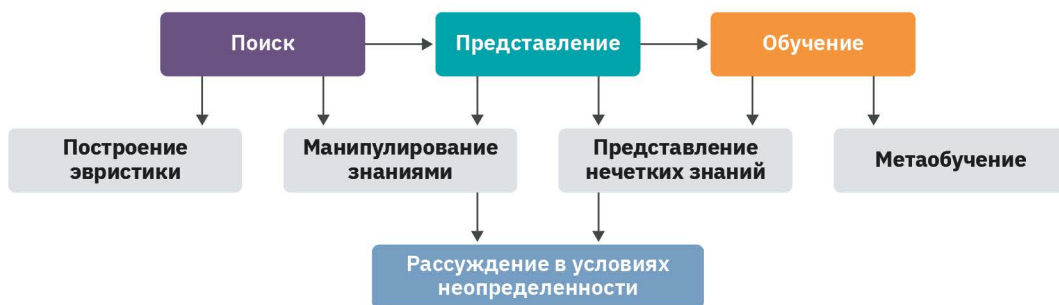 Поиск
Представление
Обучение
Построение
эвристики
Манипулирование
знаниями
Представление
нечетких знаний
Метаобучение
Рассуждение в условиях
неопределенности